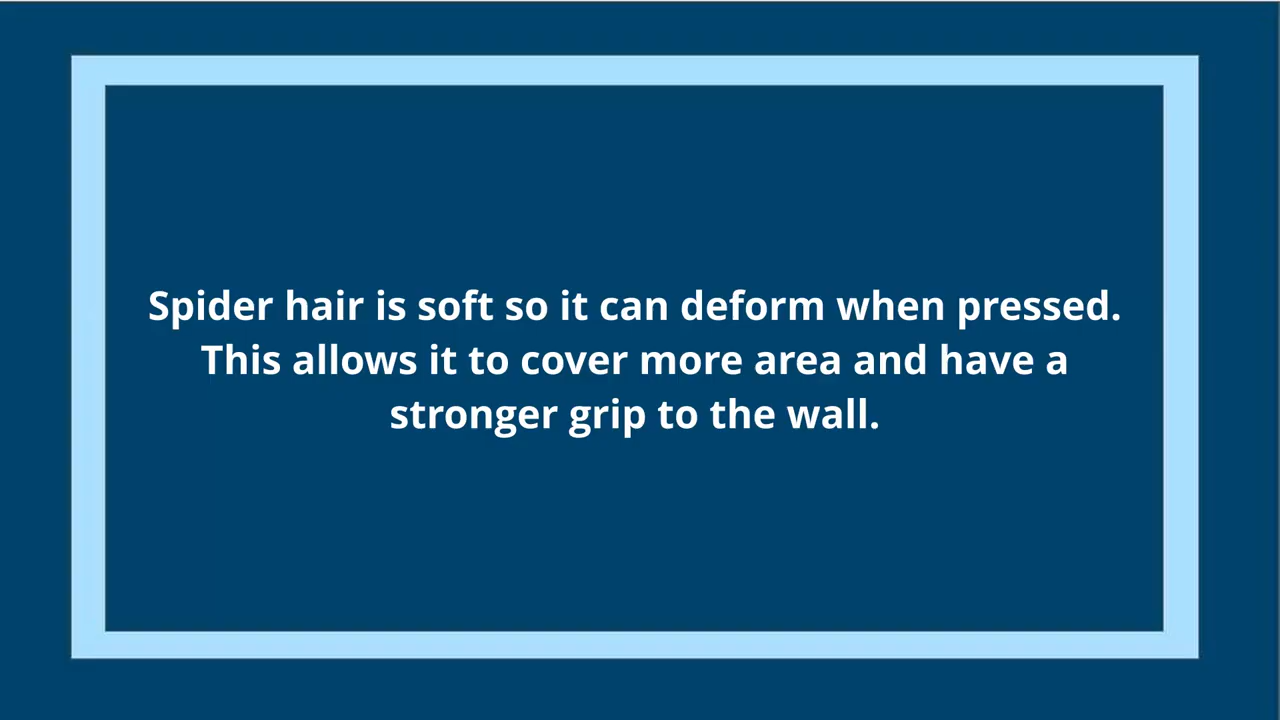 Spider hair is soft so it can deform when pressed.
This allows it to cover more area and have a
stronger grip to the wall.